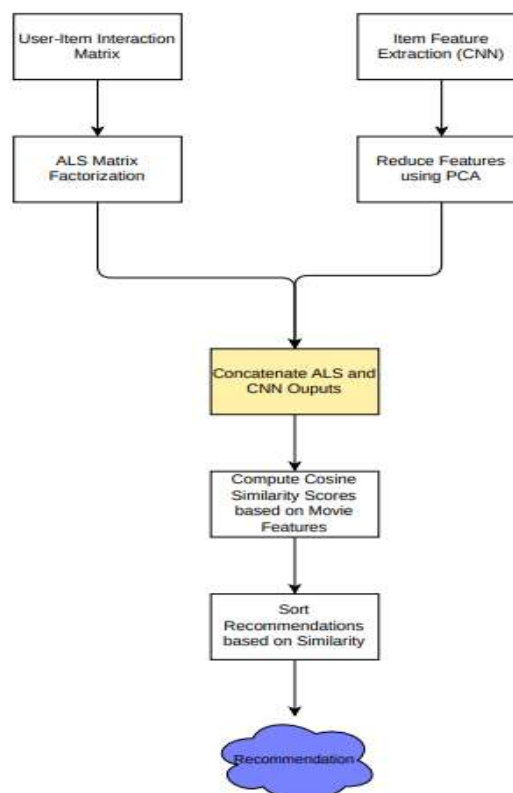 User-Item Interaction
Matrix
Item Feature
Extraction (CNN)
ALS Matrix
Factorization
Reduce Features
using PCA
Concatenate ALS and
CNN Ouputs
Compute Cosine
Similarity Scores
based on Movie
Features
Sort
Recommendations
based on Similarity
Recommendation